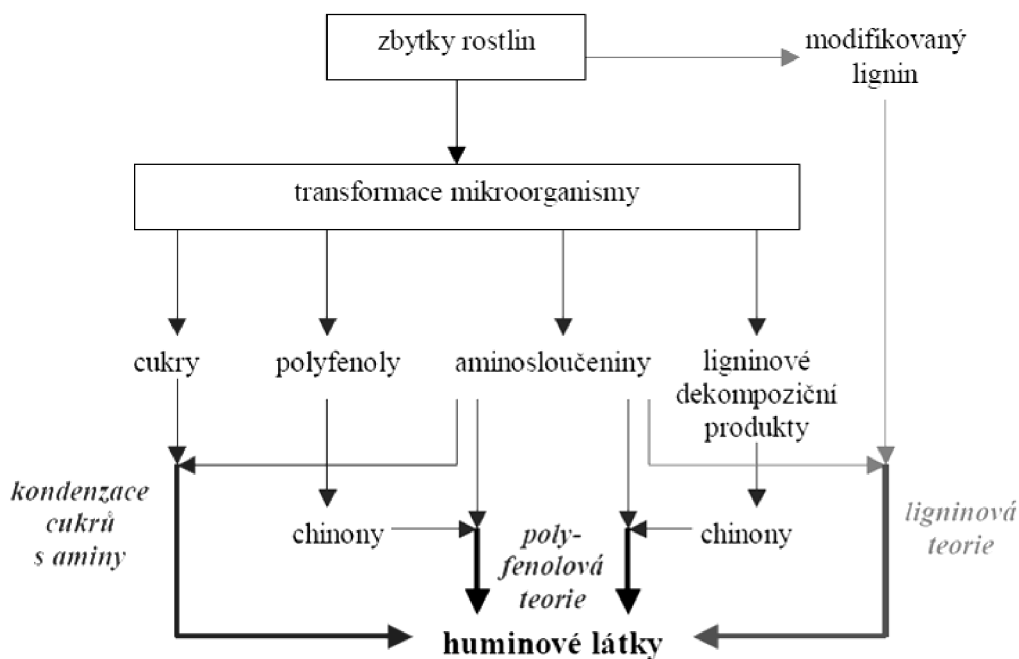 zbytky rostlin
modifikovaný
lignin
transformace mikroorganismy
cukry
polyfenoly
aminosloučeniny
ligninové
dekompoziční
produkty
kondenzace
cukrů
s aminy
chinony
poly-
fenolová
teorie
chinony
ligninová
teorie
huminové látky